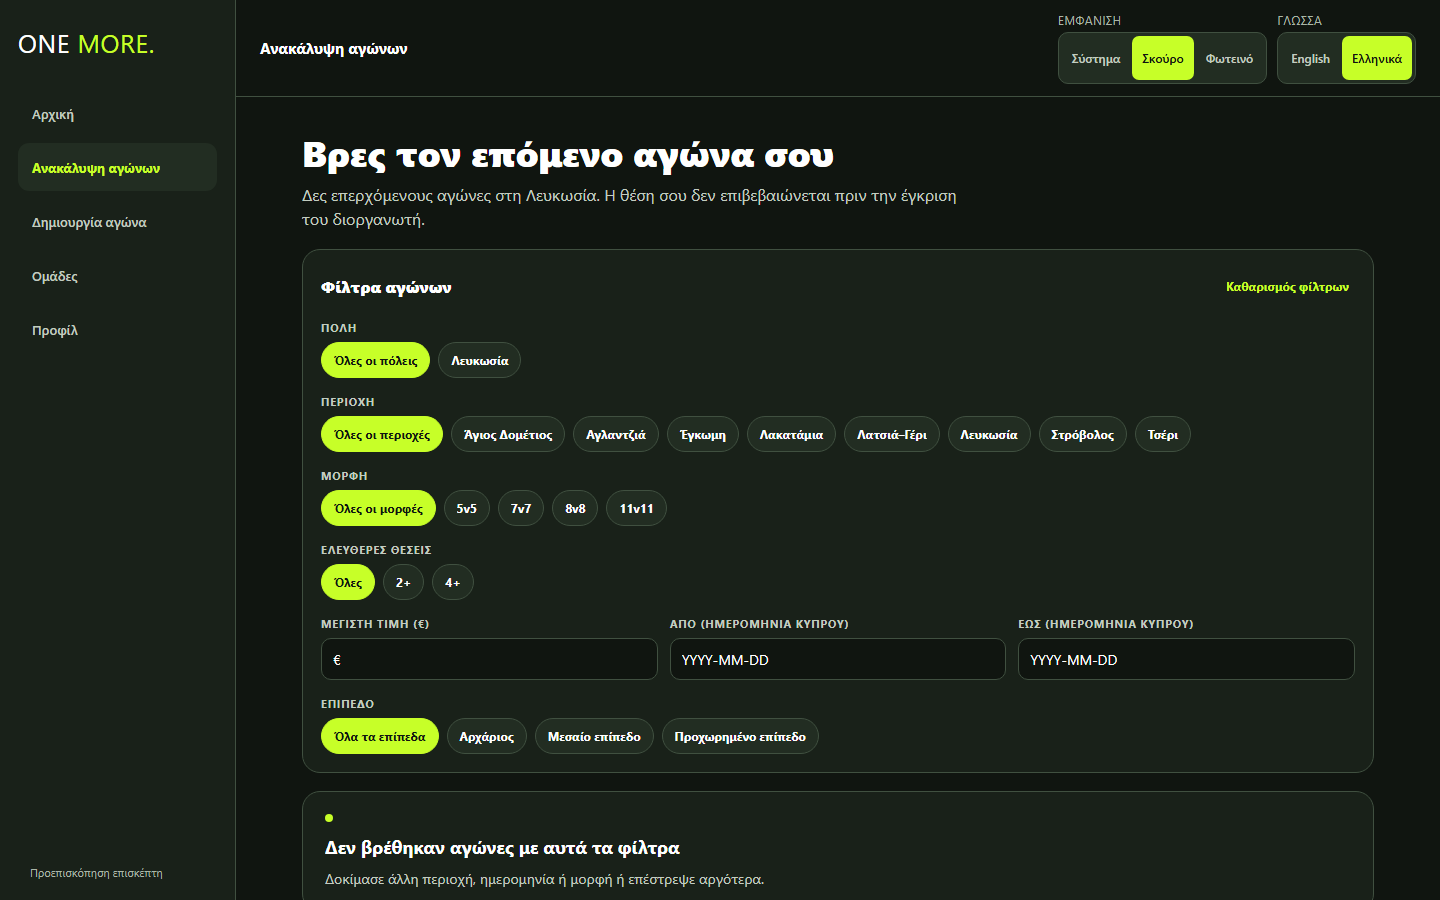 ONE MORE.
Αρχική
Ανακάλυψη αγώνων
Δημιουργία αγώνα
Ομάδες
Προφίλ
Προεπισκόπηση επισκέπτη
Ανακάλυψη αγώνων
ΕΜΦΑΝΙΣΗ
Σύστημα Σκούρο Φωτεινό
ΓΛΩΣΣΑ
English Ελληνικά
Βρες τον επόμενο αγώνα σου
Δες επερχόμενους αγώνες στη Λευκωσία. Η θέση σου δεν επιβεβαιώνεται πριν την έγκριση
του διοργανωτή.
Φίλτρα αγώνων
Καθαρισμός φίλτρων
ΠΟΛΗ
Όλες οι πόλεις Λευκωσία
ΠΕΡΙΟΧΗ
Όλες οι περιοχές Άγιος Δομέτιος Αγλαντζιά Έγκωμη Λακατάμια Λατσιά–Γέρι Λευκωσία Στρόβολος Τσέρι
ΜΟΡΦΗ
Όλες οι μορφές 5v5 7v7 8v8 11v11
ΕΛΕΥΘΕΡΕΣ ΘΕΣΕΙΣ
Όλες 2+ 4+
ΜΕΓΙΣΤΗ ΤΙΜΗ (€) ΑΠΟ (ΗΜΕΡΟΜΗΝΙΑ ΚΥΠΡΟΥ) ΕΩΣ (ΗΜΕΡΟΜΗΝΙΑ ΚΥΠΡΟΥ)
€ YYYY-MM-DD YYYY-MM-DD
ΕΠΙΠΕΔΟ
Όλα τα επίπεδα Αρχάριος Μεσαίο επίπεδο Προχωρημένο επίπεδο
Δεν βρέθηκαν αγώνες με αυτά τα φίλτρα
Δοκίμασε άλλη περιοχή, ημερομηνία ή μορφή ή επέστρεψε αργότερα.